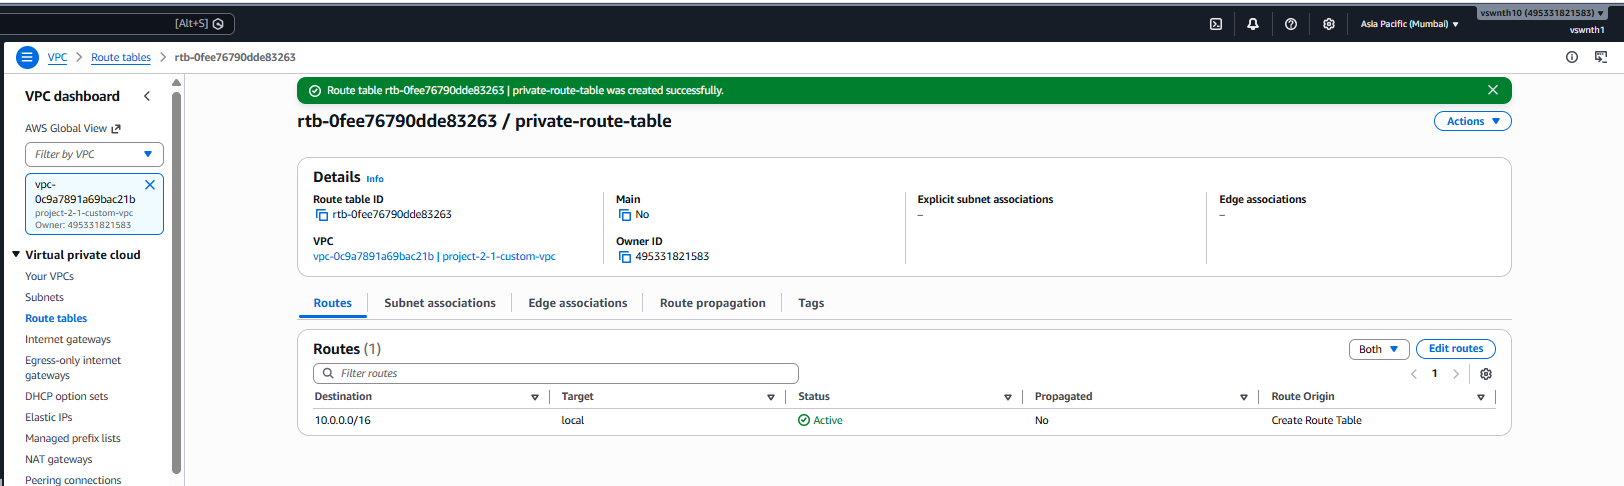 [Alt+S]
Asia Pacific (Mumbai)
vswnth10 (495331821583)
vswnth1
VPC
Route tables
rtb-0fee76790dde83263
VPC dashboard
AWS Global View
Filter by VPC
vpc-
0c9a7891a69bac21b
project-2-1-custom-vpc
Owner: 495331821583
Virtual private cloud
Your VPCs
Subnets
Route tables
Internet gateways
Egress-only internet
gateways
DHCP option sets
Elastic IPs
Managed prefix lists
NAT gateways
Peering connections
Route table rtb-0fee76790dde83263 | private-route-table was created successfully.
rtb-0fee76790dde83263 / private-route-table
Actions
Details Info
Route table ID
rtb-0fee76790dde83263
Main
No
Explicit subnet associations
–
Edge associations
–
VPC
vpc-0c9a7891a69bac21b | project-2-1-custom-vpc
Owner ID
495331821583
Routes
Subnet associations
Edge associations
Route propagation
Tags
Routes (1)
Both
Edit routes
Filter routes
1
Destination Target Status Propagated Route Origin
10.0.0.0/16 local Active No Create Route Table